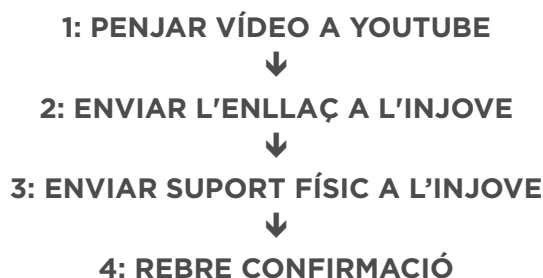 1: PENJAR VÍDEO A YOUTUBE
2: ENVIAR L'ENLLAÇ A L'INJOVE
3: ENVIAR SUPORT FÍSIC A L’INJOVE
4: REBRE CONFIRMACIÓ